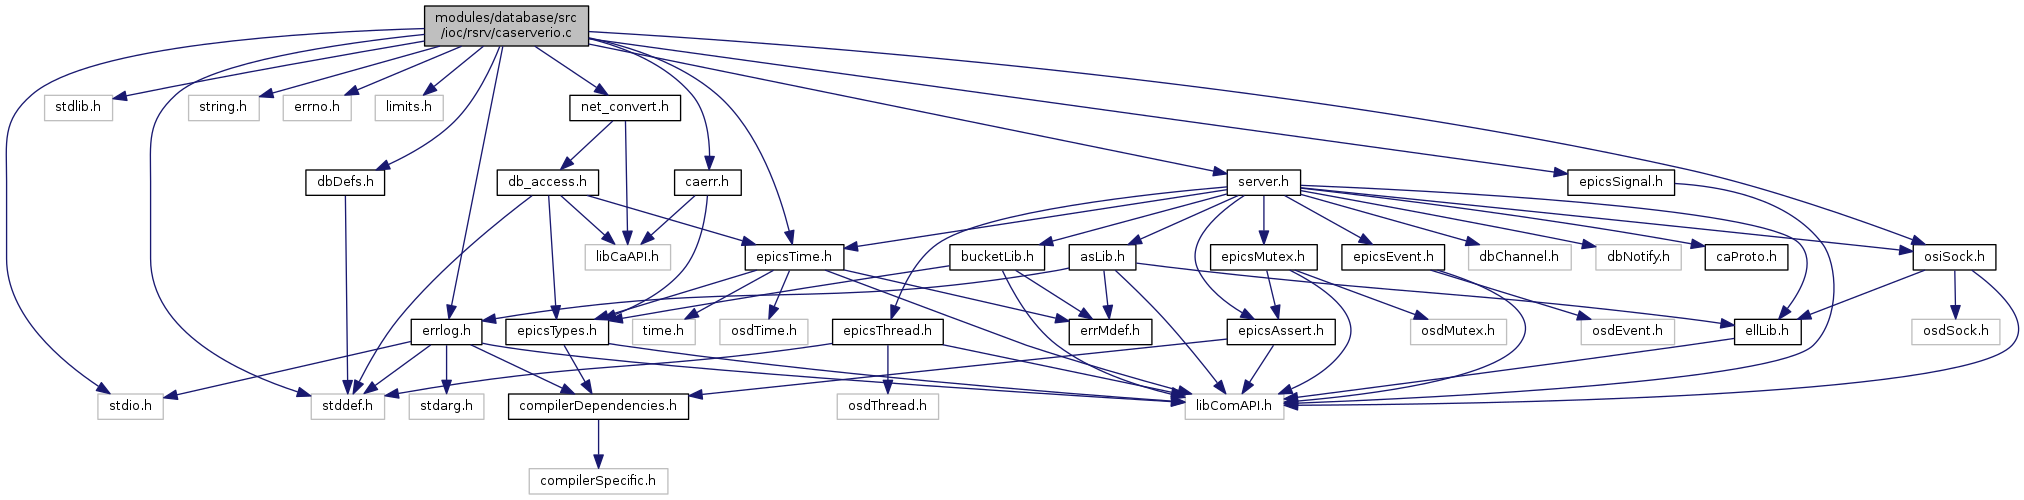 modules/database/src
/ioc/rsrv/caserverio.c
stdlib.h
string.h
errno.h
limits.h
net_convert.h
dbDefs.h
db_access.h
caerr.h
server.h
epicsSignal.h
libCaAPI.h
epicsTime.h
bucketLib.h
asLib.h
epicsMutex.h
epicsEvent.h
dbChannel.h
dbNotify.h
caProto.h
osiSock.h
errlog.h
epicsTypes.h
time.h
osdTime.h
epicsThread.h
errMdef.h
epicsAssert.h
osdMutex.h
osdEvent.h
ellLib.h
osdSock.h
stdio.h
stddef.h
stdarg.h
compilerDependencies.h
osdThread.h
libComAPI.h
compilerSpecific.h